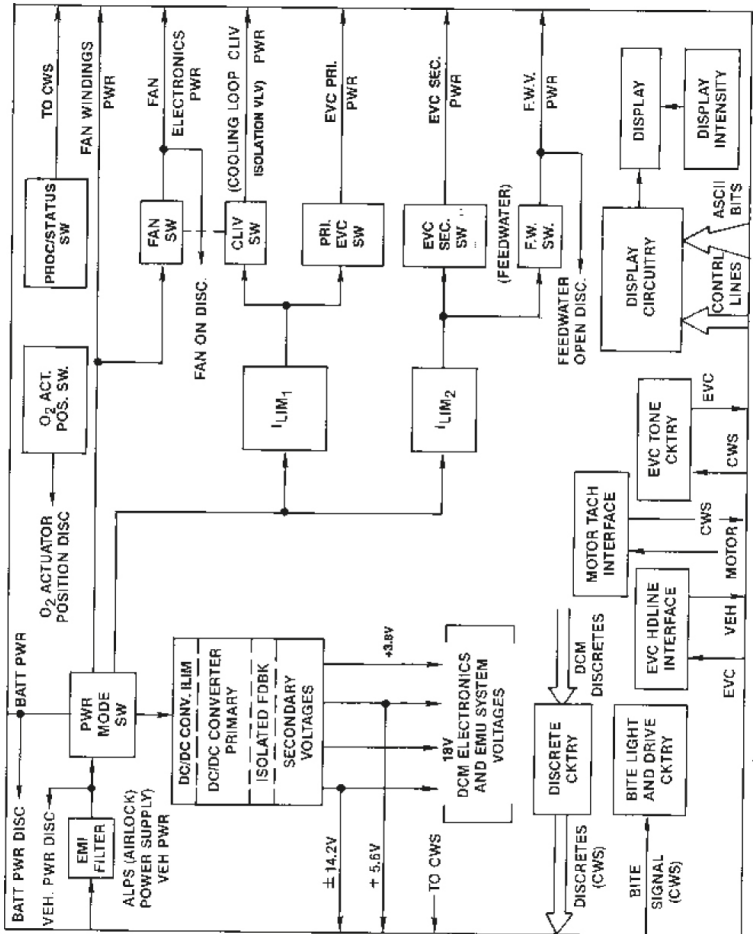 BATT PWR DISC
BATT PWR
VEH. PWR DISC
EMI
FILTER
PWR
MODE
SW
ALPS (AIRLOCK)
POWER SUPPLY)
VEH PWR
O2 ACTUATOR
POSITION DISC
O2 ACT.
POS. SW.
PROC/STATUS
SW
TO CWS
FAN WINDINGS
PWR
FAN
SW
FAN
ELECTRONICS
PWR
FAN ON DISC.
CLIV
SW
(COOLING LOOP CLIV
ISOLATION VLV) PWR
DC/DC CONV. ILIM
DC/DC CONVERTER
PRIMARY
ISOLATED FDBK
SECONDARY
VOLTAGES
ILIM1
PRI.
EVC
SW
EVC PRI.
PWR
± 14.2V
+ 5.6V
+3.8V
18V
DCM ELECTRONICS
AND EMU SYSTEM
VOLTAGES
ILIM2
EVC
SEC.
SW
EVC SEC.
PWR
(FEEDWATER)
F.W.
SW.
F.W.V.
PWR
FEEDWATER
OPEN DISC.
TO CWS
DISCRETES
(CWS)
DISCRETE
CKTRY
DCM
DISCRETES
BITE
SIGNAL
(CWS)
BITE LIGHT
AND DRIVE
CKTRY
MOTOR TACH
INTERFACE
MOTOR
CWS
EVC HDLINE
INTERFACE
EVC
VEH
EVC TONE
CKTRY
CWS
EVC
DISPLAY
CIRCUITRY
CONTRL
LINES
ASCII
BITS
DISPLAY
DISPLAY
INTENSITY